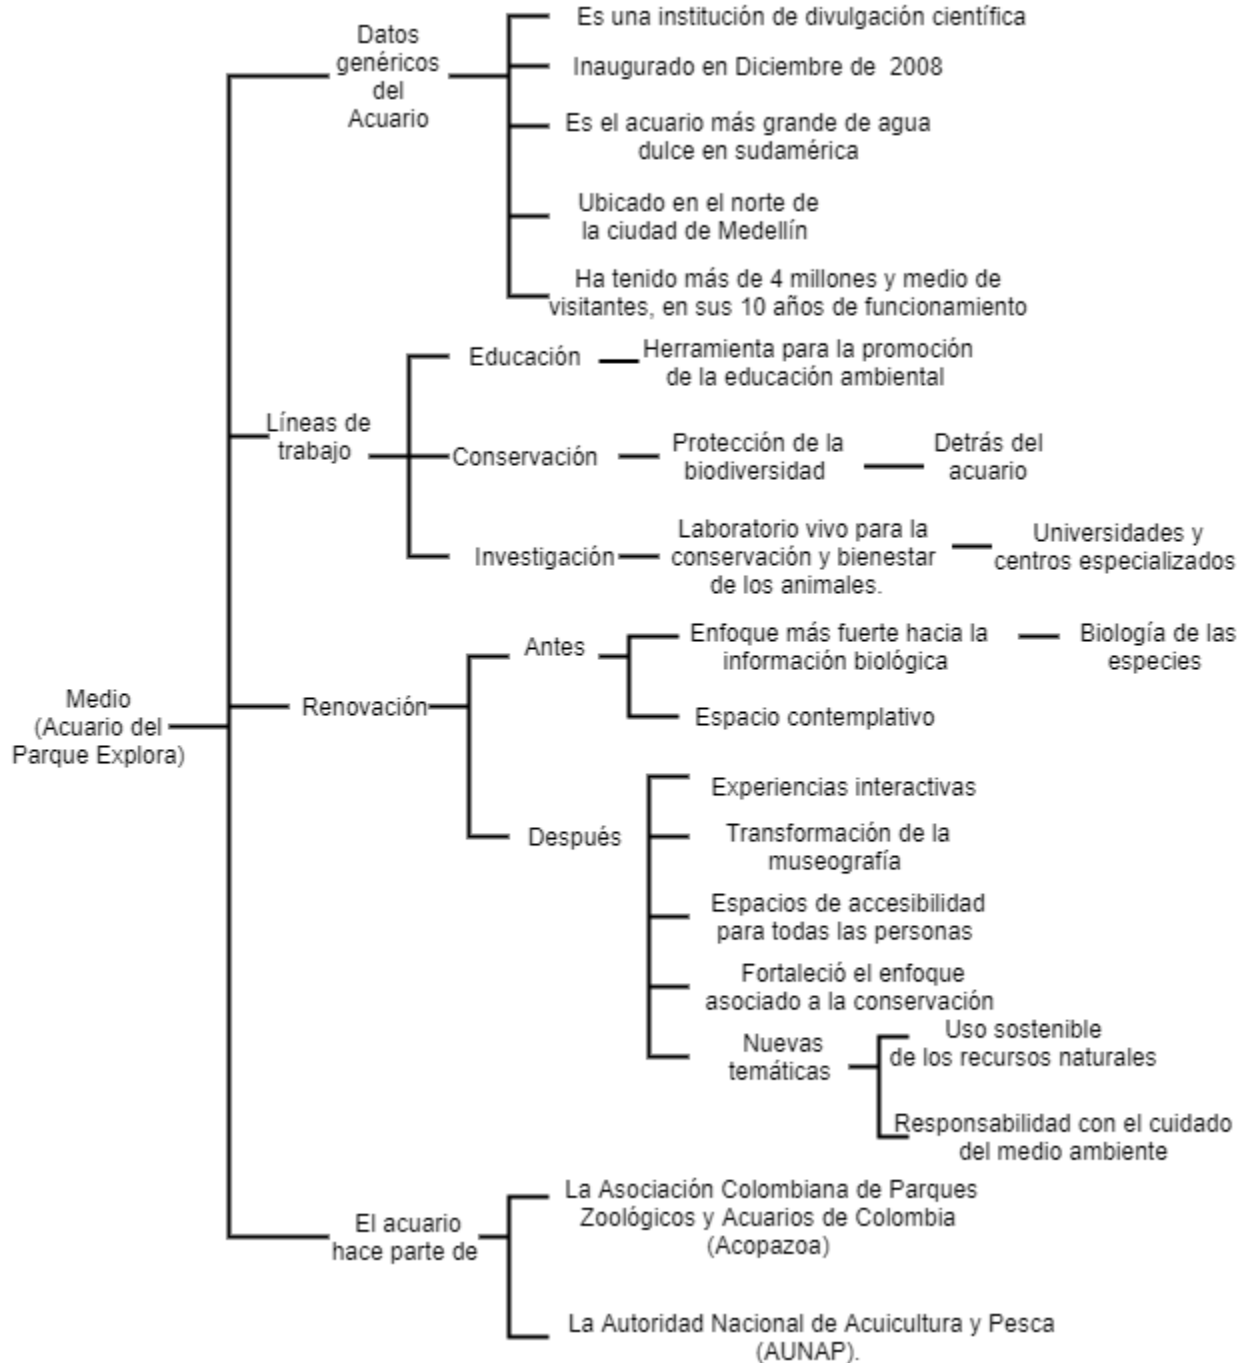 Datos
genéricos
del
Acuario
Es una institución de divulgación científica
Inaugurado en Diciembre de 2008
Es el acuario más grande de agua
dulce en sudamérica
Ubicado en el norte de
la ciudad de Medellín
Ha tenido más de 4 millones y medio de
visitantes, en sus 10 años de funcionamiento
Líneas de
trabajo
Educación
Herramienta para la promoción
de la educación ambiental
Conservación
Protección de la
biodiversidad
Detrás del
acuario
Investigación
Laboratorio vivo para la
conservación y bienestar
de los animales.
Universidades y
centros especializados
Medio
(Acuario del
Parque Explora)
Renovación
Antes
Enfoque más fuerte hacia la
información biológica
Biología de las
especies
Espacio contemplativo
Después
Experiencias interactivas
Transformación de la
museografía
Espacios de accesibilidad
para todas las personas
Fortaleció el enfoque
asociado a la conservación
Nuevas
temáticas
Uso sostenible
de los recursos naturales
Responsabilidad con el cuidado
del medio ambiente
El acuario
hace parte de
La Asociación Colombiana de Parques
Zoológicos y Acuarios de Colombia
(Acopazoa)
La Autoridad Nacional de Acuicultura y Pesca
(AUNAP).